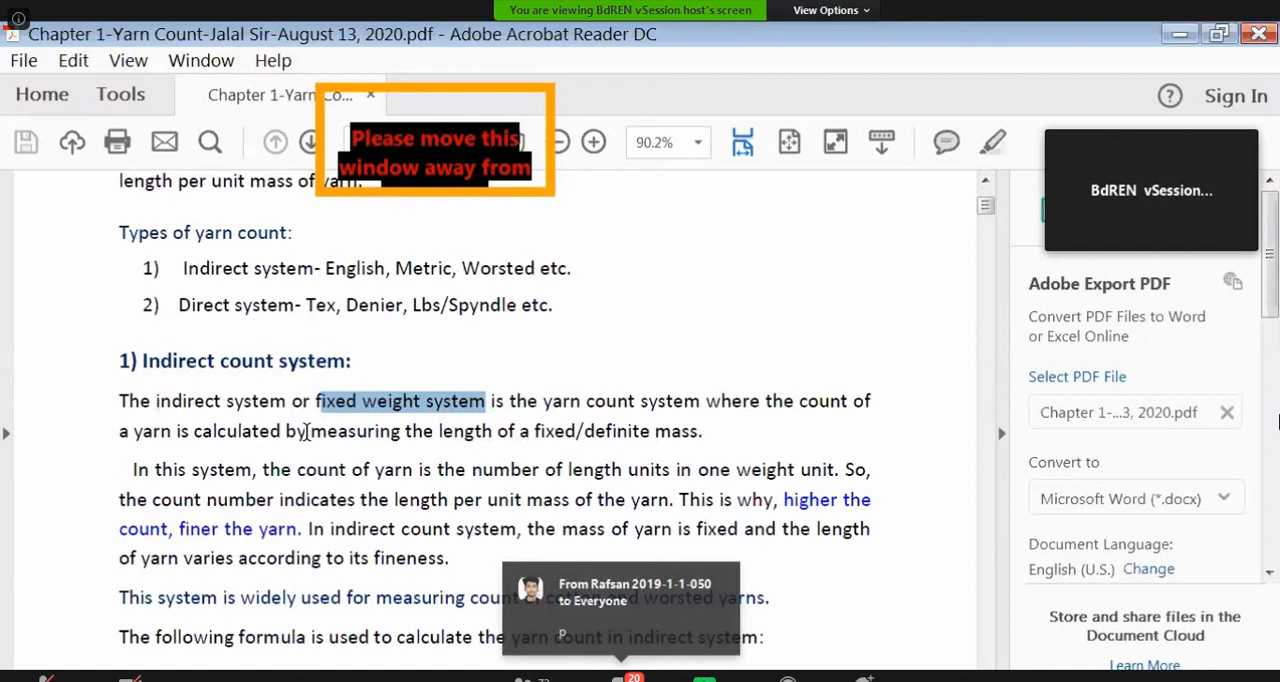 You are viewing BdREN vSession host's screen
View Options
Chapter 1-Yarn Count-Jalal Sir-August 13, 2020.pdf - Adobe Acrobat Reader DC
File Edit View Window Help
Home Tools Chapter 1-Yarn Co... × Sign In
Please move this
window away from
90.2%
BdREN vSession...
length per unit mass of yarn.
Types of yarn count:
1) Indirect system- English, Metric, Worsted etc.
2) Direct system- Tex, Denier, Lbs/Spyndle etc.
1) Indirect count system:
The indirect system or fixed weight system is the yarn count system where the count of
a yarn is calculated by measuring the length of a fixed/definite mass.
In this system, the count of yarn is the number of length units in one weight unit. So,
the count number indicates the length per unit mass of the yarn. This is why, higher the
count, finer the yarn. In indirect count system, the mass of yarn is fixed and the length
of yarn varies according to its fineness.
This system is widely used for measuring count of cotton and worsted yarns.
The following formula is used to calculate the yarn count in indirect system:
From Rafsan 2019-1-1-050
to Everyone
p
Adobe Export PDF
Convert PDF Files to Word
or Excel Online
Select PDF File
Chapter 1-...3, 2020.pdf
Convert to
Microsoft Word (*.docx)
Document Language:
English (U.S.) Change
Store and share files in the
Document Cloud
Learn More
20